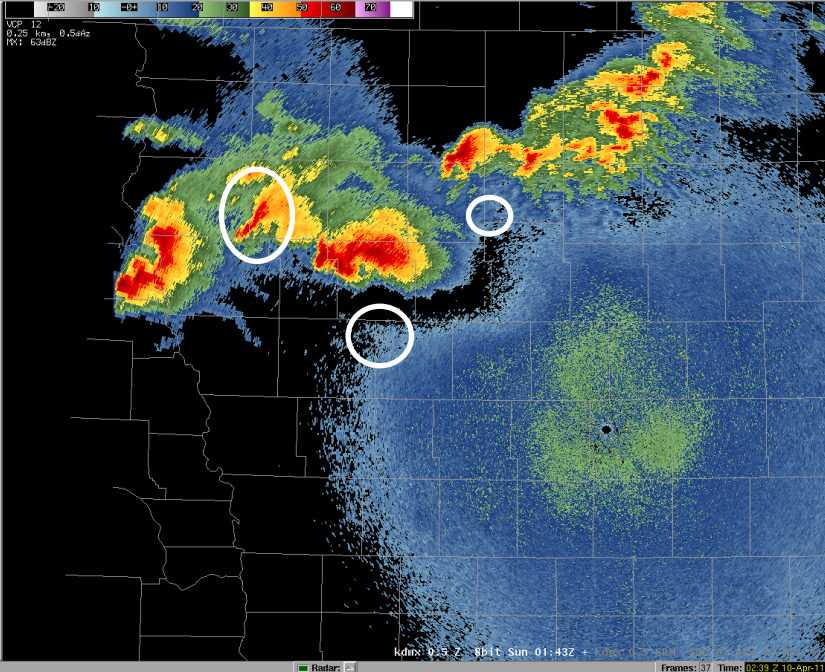 -20 -10 -0+ 10 20 30 40 50 60 70
VCP 12
0.25 km, 0.5dAz
MX: 63dBZ
kdmx 0.5 Z 8bit Sun 01:43Z +
Radar: Frames: 37 Time: 02:39 Z 10-Apr-11